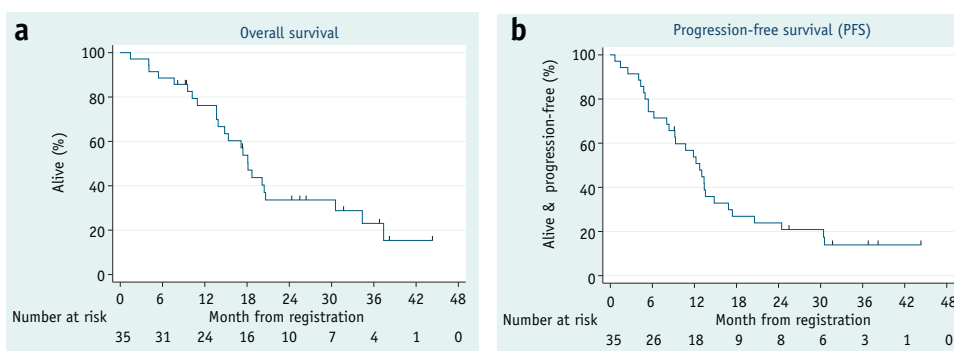 a
Overall survival
Alive (%)
100
80
60
40
20
0
0 6 12 18 24 30 36 42 48
Number at risk
Month from registration
35 31 24 16 10 7 4 1 0
b
Progression-free survival (PFS)
Alive & progression-free (%)
100
80
60
40
20
0
0 6 12 18 24 30 36 42 48
Number at risk
Month from registration
35 26 18 9 8 6 3 1 0